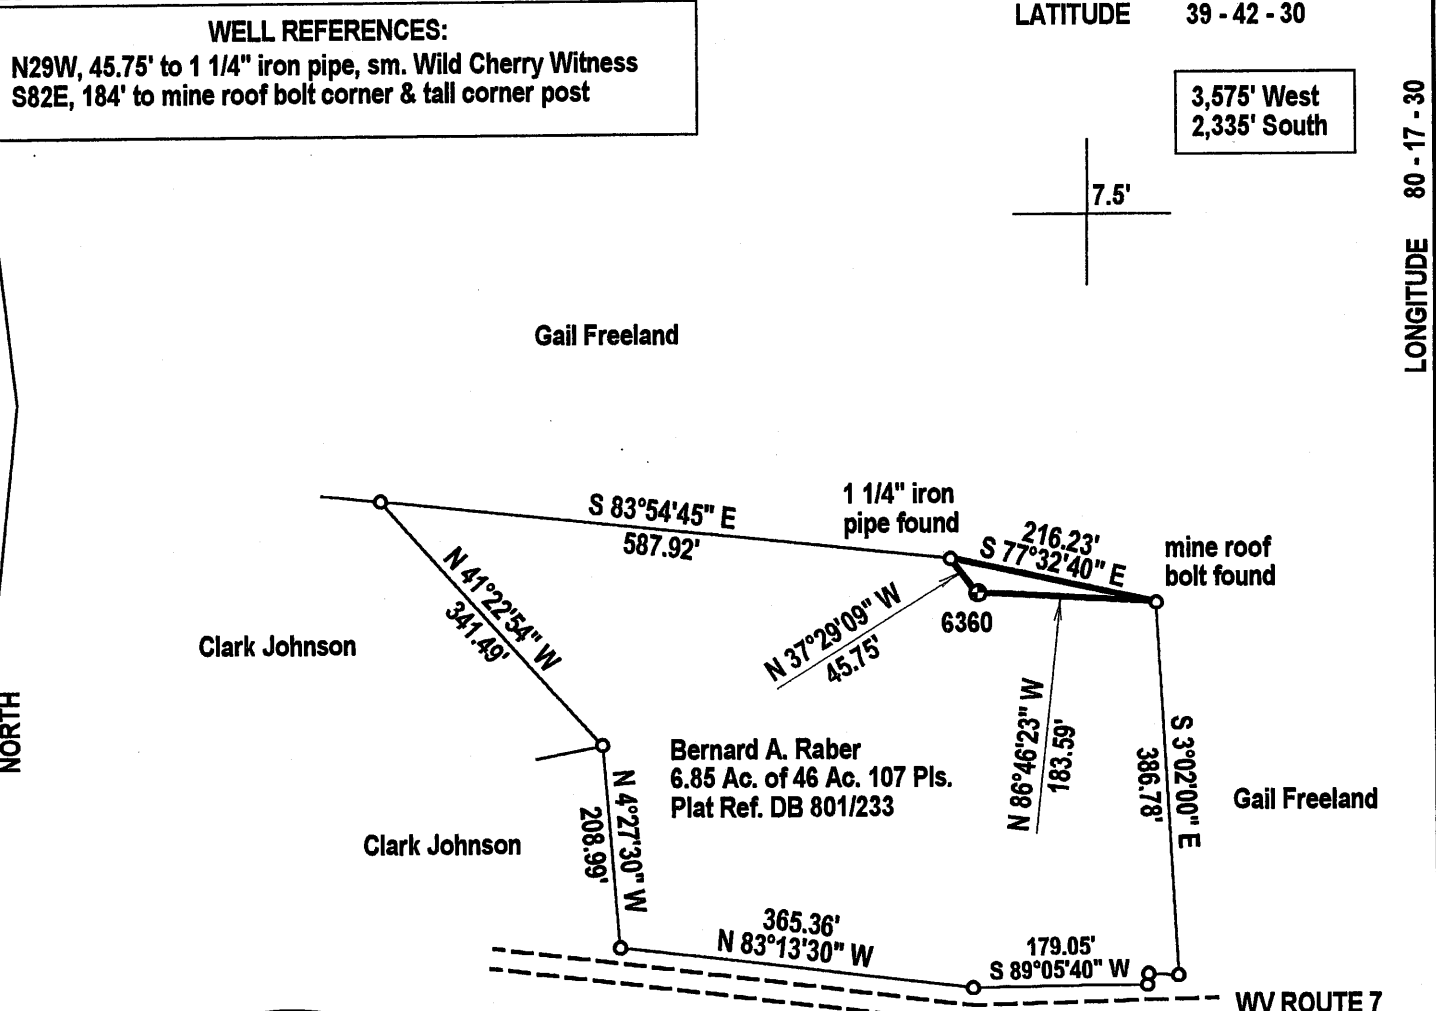 WELL REFERENCES:
N29W, 45.75' to 1 1/4" iron pipe, sm. Wild Cherry Witness
S82E, 184' to mine roof bolt corner & tall corner post
LATITUDE 39 - 42 - 30
3,575' West
2,335' South
LONGITUDE 80 - 17 - 30
7.5'
Gail Freeland
S 83°54'45" E
587.92'
1 1/4" iron
pipe found
216.23'
S 77°32'40" E
mine roof
bolt found
N 41°22'54" W
341.49'
N 37°29'09" W
45.75'
6360
Clark Johnson
N 86°46'23" W
183.59'
S 3°02'00" E
386.78'
NORTH
Bernard A. Raber
6.85 Ac. of 46 Ac. 107 Pls.
Plat Ref. DB 801/233
Gail Freeland
Clark Johnson
N 4°27'30" W
208.99'
365.36'
N 83°13'30" W
179.05'
S 89°05'40" W
WV ROUTE 7